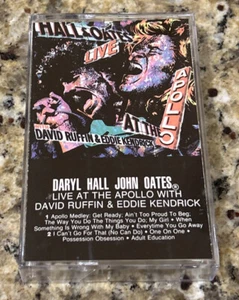 HALL & OATES
LIVE
AT THE
APOLLO
DAVID RUFFIN & EDDIE KENDRICK
DARYL HALL JOHN OATES®
LIVE AT THE APOLLO WITH
DAVID RUFFIN & EDDIE KENDRICK
1 Apollo Medley: Get Ready; Ain't Too Proud To Beg;
The Way You Do The Things You Do; My Girl • When
Something Is Wrong With My Baby • Everytime You Go Away
2 I Can't Go For That (No Can Do) • One On One •
Possession Obsession • Adult Education